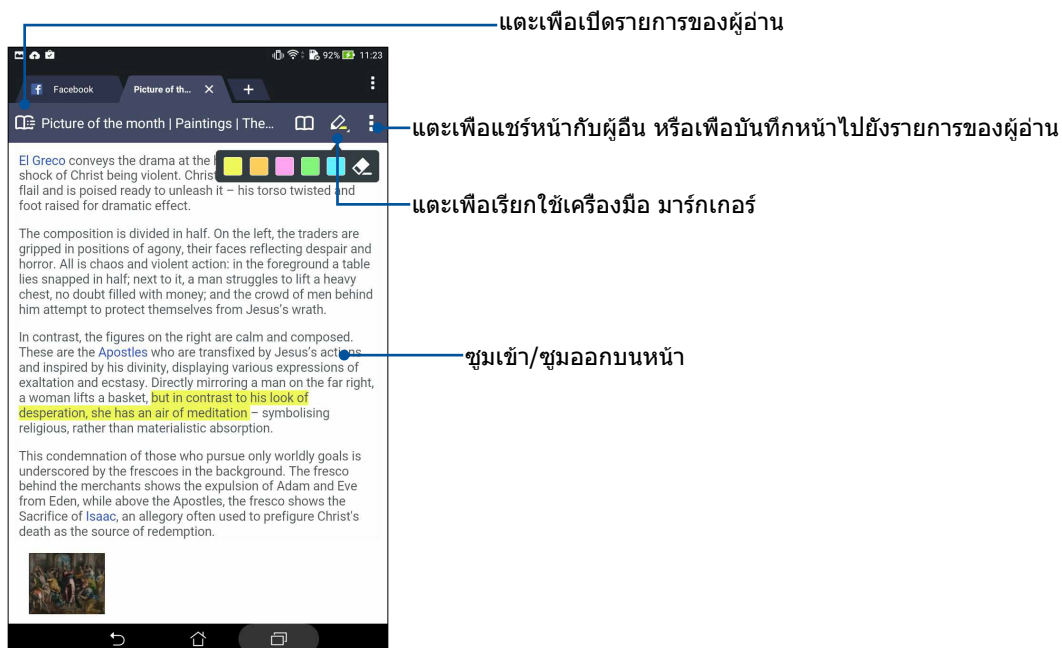 แตะเพื่อเปิดรายการของผู้อ่าน
92% 11:23
Facebook Picture of th...
Picture of the month | Paintings | The...
แตะเพื่อแชร์หน้ากับผู้อื่น หรือเพื่อบันทึกหน้าไปยังรายการของผู้อ่าน
El Greco conveys the drama at the
shock of Christ being violent. Christ
flail and is poised ready to unleash it – his torso twisted and
foot raised for dramatic effect.
แตะเพื่อเรียกใช้เครื่องมือ มาร์กเกอร์
The composition is divided in half. On the left, the traders are
gripped in positions of agony, their faces reflecting despair and
horror. All is chaos and violent action: in the foreground a table
lies snapped in half; next to it, a man struggles to lift a heavy
chest, no doubt filled with money; and the crowd of men behind
him attempt to protect themselves from Jesus's wrath.
In contrast, the figures on the right are calm and composed.
These are the Apostles who are transfixed by Jesus's actions
and inspired by his divinity, displaying various expressions of
exaltation and ecstasy. Directly mirroring a man on the far right,
a woman lifts a basket, but in contrast to his look of
desperation, she has an air of meditation – symbolising
religious, rather than materialistic absorption.
ซูมเข้า/ซูมออกบนหน้า
This condemnation of those who pursue only worldly goals is
underscored by the frescoes in the background. The fresco
behind the merchants shows the expulsion of Adam and Eve
from Eden, while above the Apostles, the fresco shows the
Sacrifice of Isaac, an allegory often used to prefigure Christ's
death as the source of redemption.